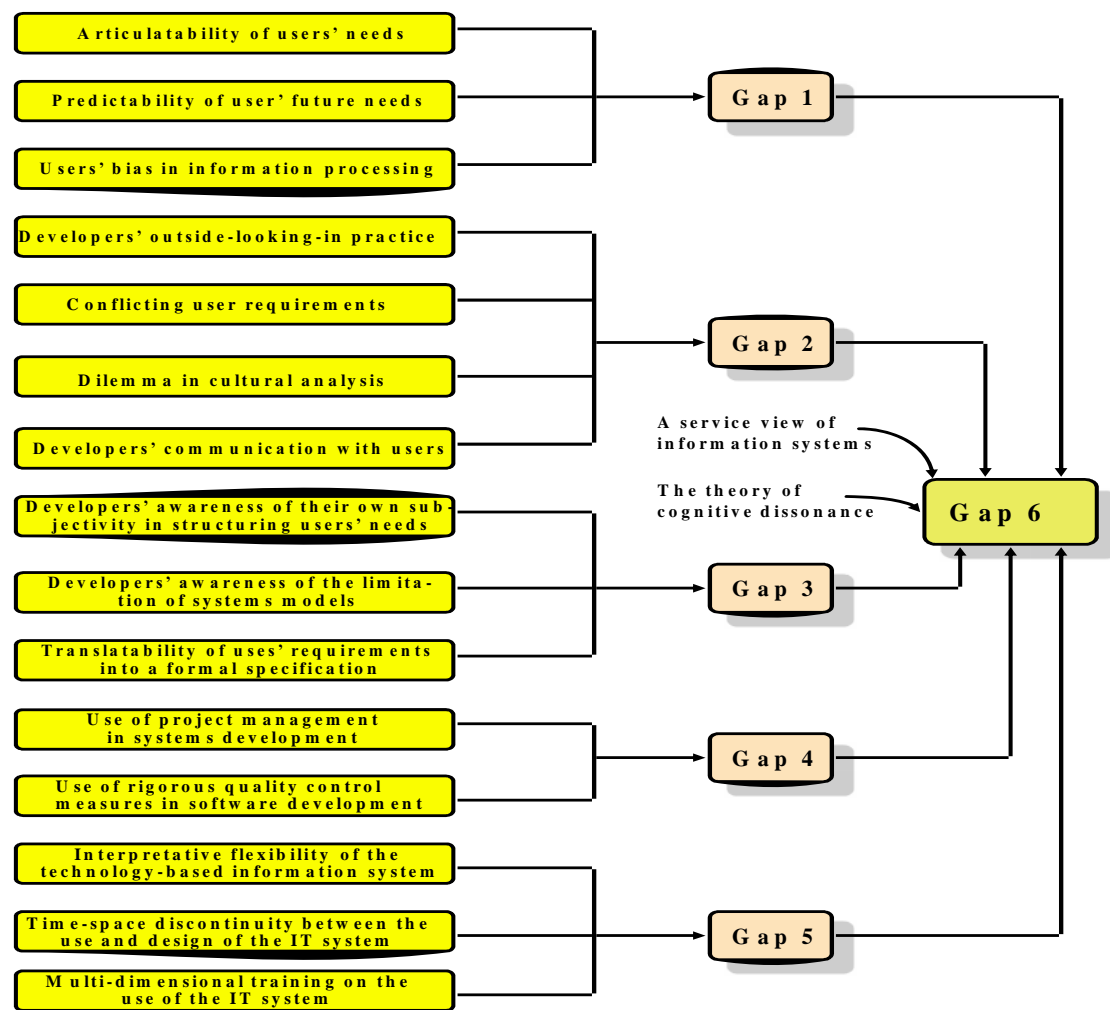 Articulatability of users' needs
Predictability of user' future needs
Users' bias in information processing
Gap 1
Developers' outside-looking-in practice
Conflicting user requirements
Dilemma in cultural analysis
Developers' communication with users
Gap 2
A service view of
information systems
The theory of
cognitive dissonance
Gap 6
Developers' awareness of their own sub-
jectivity in structuring users' needs
Developers' awareness of the limita-
tion of systems models
Translatability of uses' requirements
into a formal specification
Gap 3
Use of project management
in systems development
Use of rigorous quality control
measures in software development
Gap 4
Interpretative flexibility of the
technology-based information system
Time-space discontinuity between the
use and design of the IT system
Multi-dimensional training on the
use of the IT system
Gap 5